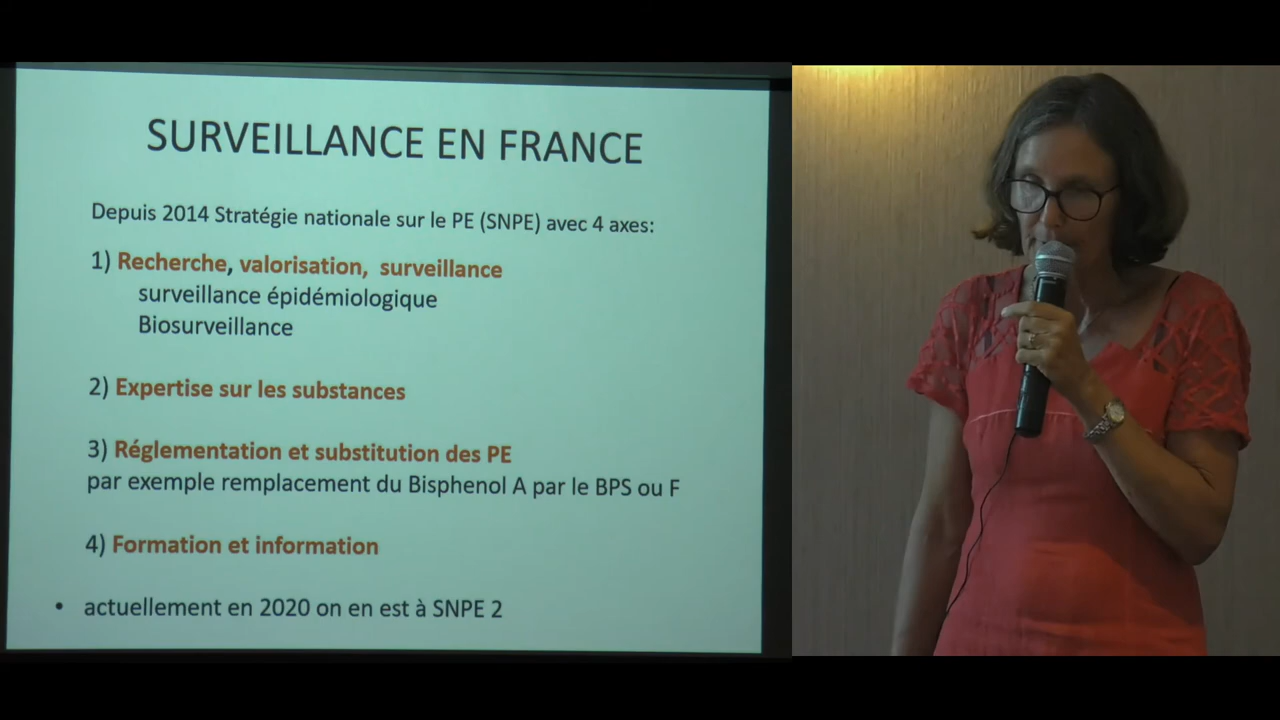 SURVEILLANCE EN FRANCE
Depuis 2014 Stratégie nationale sur le PE (SNPE) avec 4 axes:
1) Recherche, valorisation, surveillance
surveillance épidémiologique
Biosurveillance
2) Expertise sur les substances
3) Réglementation et substitution des PE
par exemple remplacement du Bisphenol A par le BPS ou F
4) Formation et information
• actuellement en 2020 on en est à SNPE 2